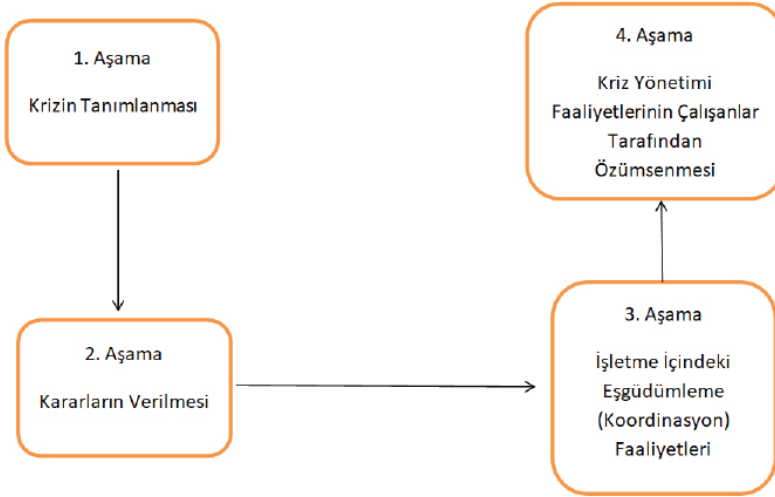 1. Aşama
Krizin Tanımlanması
2. Aşama
Kararların Verilmesi
3. Aşama
İşletme İçindeki
Eşgüdümleme
(Koordinasyon)
Faaliyetleri
4. Aşama
Kriz Yönetimi
Faaliyetlerinin Çalışanlar
Tarafından
Özümsenmesi